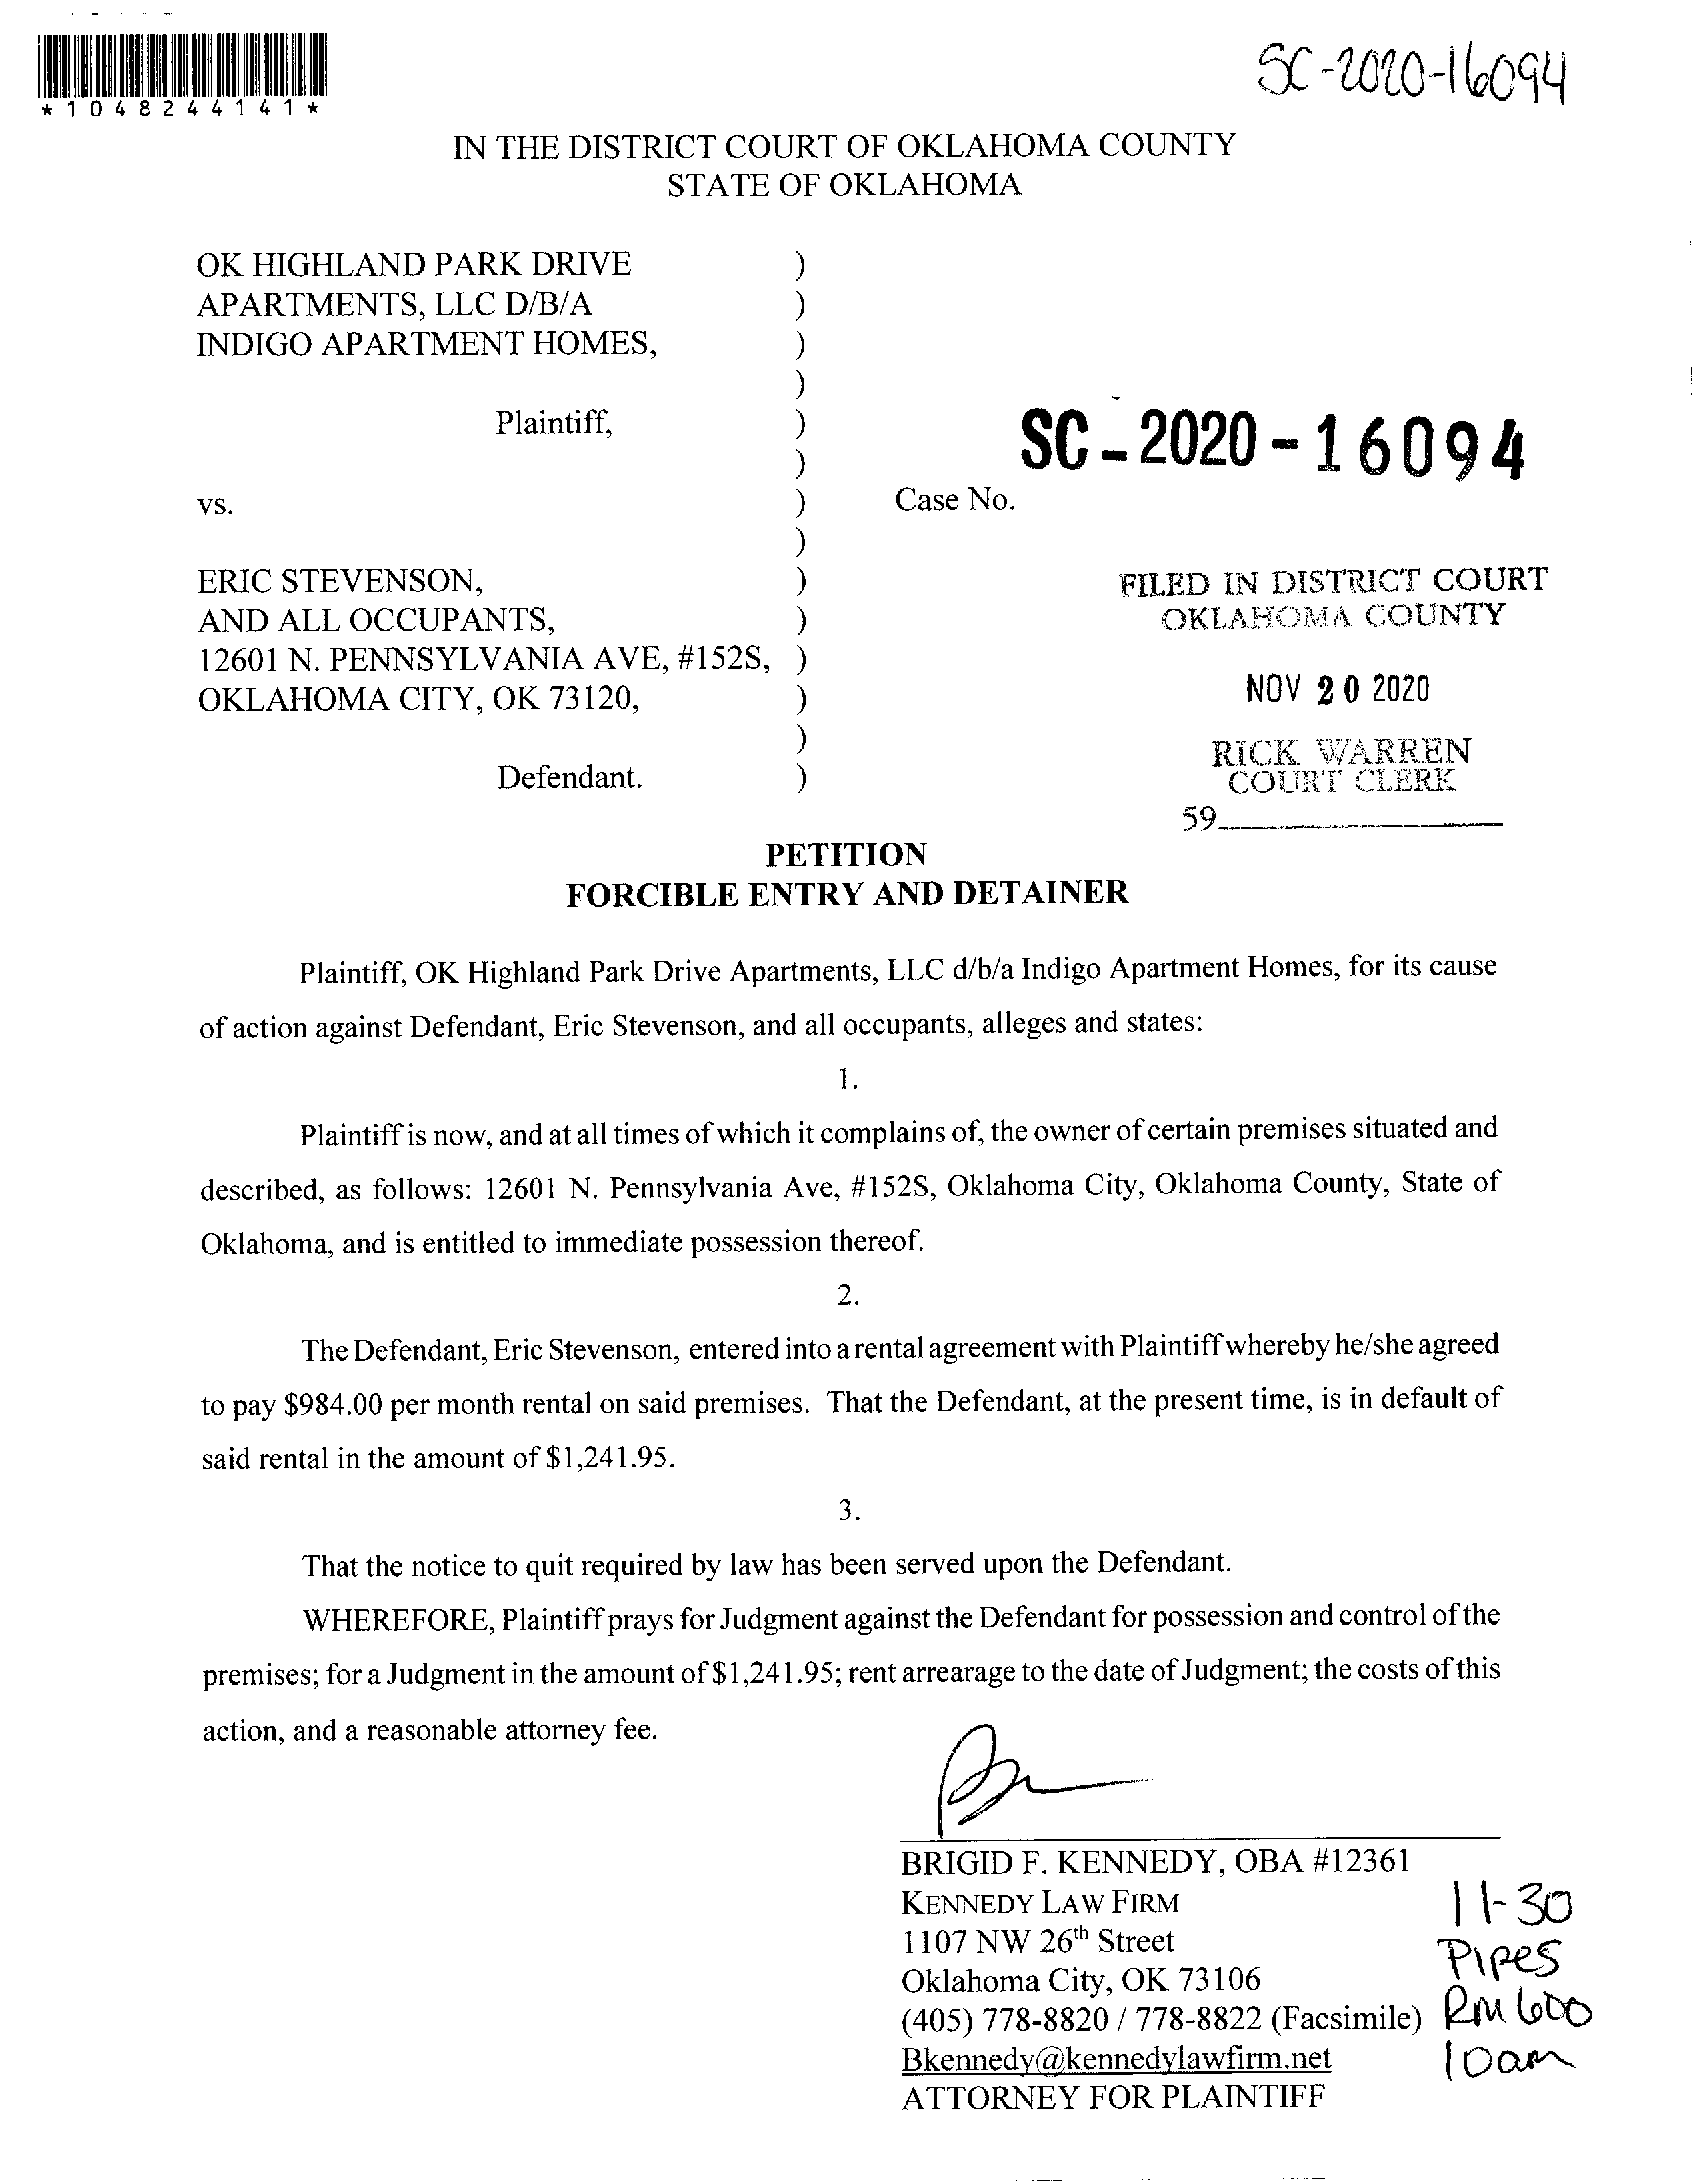 *1048244141*
SC-2020-16094
IN THE DISTRICT COURT OF OKLAHOMA COUNTY
STATE OF OKLAHOMA
OK HIGHLAND PARK DRIVE )
APARTMENTS, LLC D/B/A )
INDIGO APARTMENT HOMES, )
)
Plaintiff, )
)
SC-2020-16094
vs. ) Case No.
)
ERIC STEVENSON, )
AND ALL OCCUPANTS, )
12601 N. PENNSYLVANIA AVE, #152S, )
OKLAHOMA CITY, OK 73120, )
)
Defendant. )
FILED IN DISTRICT COURT
OKLAHOMA COUNTY
NOV 20 2020
RICK WARREN
COURT CLERK
59
PETITION
FORCIBLE ENTRY AND DETAINER
Plaintiff, OK Highland Park Drive Apartments, LLC d/b/a Indigo Apartment Homes, for its cause
of action against Defendant, Eric Stevenson, and all occupants, alleges and states:
1.
Plaintiff is now, and at all times of which it complains of, the owner of certain premises situated and
described, as follows: 12601 N. Pennsylvania Ave, #152S, Oklahoma City, Oklahoma County, State of
Oklahoma, and is entitled to immediate possession thereof.
2.
The Defendant, Eric Stevenson, entered into a rental agreement with Plaintiff whereby he/she agreed
to pay $984.00 per month rental on said premises. That the Defendant, at the present time, is in default of
said rental in the amount of $1,241.95.
3.
That the notice to quit required by law has been served upon the Defendant.
WHEREFORE, Plaintiff prays for Judgment against the Defendant for possession and control of the
premises; for a Judgment in the amount of $1,241.95; rent arrearage to the date of Judgment; the costs of this
action, and a reasonable attorney fee.
BRIGID F. KENNEDY, OBA #12361
KENNEDY LAW FIRM
1107 NW 26th Street
Oklahoma City, OK 73106
(405) 778-8820 / 778-8822 (Facsimile)
Bkennedy@kennedylawfirm.net
ATTORNEY FOR PLAINTIFF
11-30
Pipes
RM 600
10am